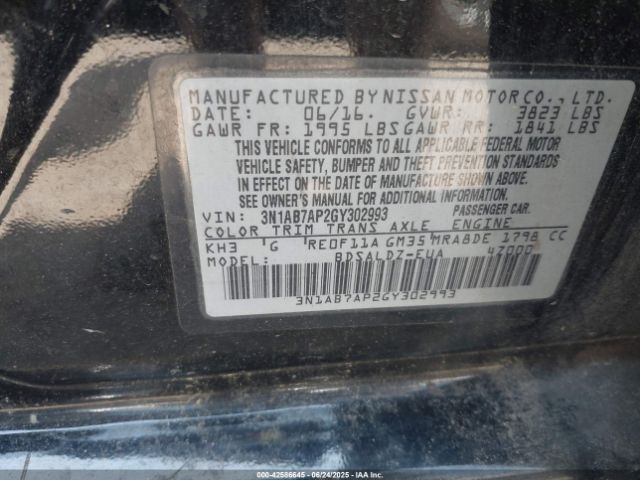 MANUFACTURED BY NISSAN MOTOR CO., LTD.
DATE: 06/16. GVWR: 3823 LBS
GAWR FR: 1995 LBS GAWR RR: 1841 LBS
THIS VEHICLE CONFORMS TO ALL APPLICABLE FEDERAL MOTOR
VEHICLE SAFETY, BUMPER AND THEFT PREVENTION STANDARDS
IN EFFECT ON THE DATE OF MANUFACTURE SHOWN ABOVE.
SEE OWNER'S MANUAL FOR ADDITIONAL INFORMATION.
VIN: 3N1AB7AP2GY302993 PASSENGER CAR.
COLOR TRIM TRANS AXLE ENGINE
KH3 'G 'RE0F11A GM35'MRA8DE 1798 CC
MODEL: BDSALDZ-EUA 4Z000
3N1AB7AP2GY302993
000-42586645 - 06/24/2025 - IAAI.CA